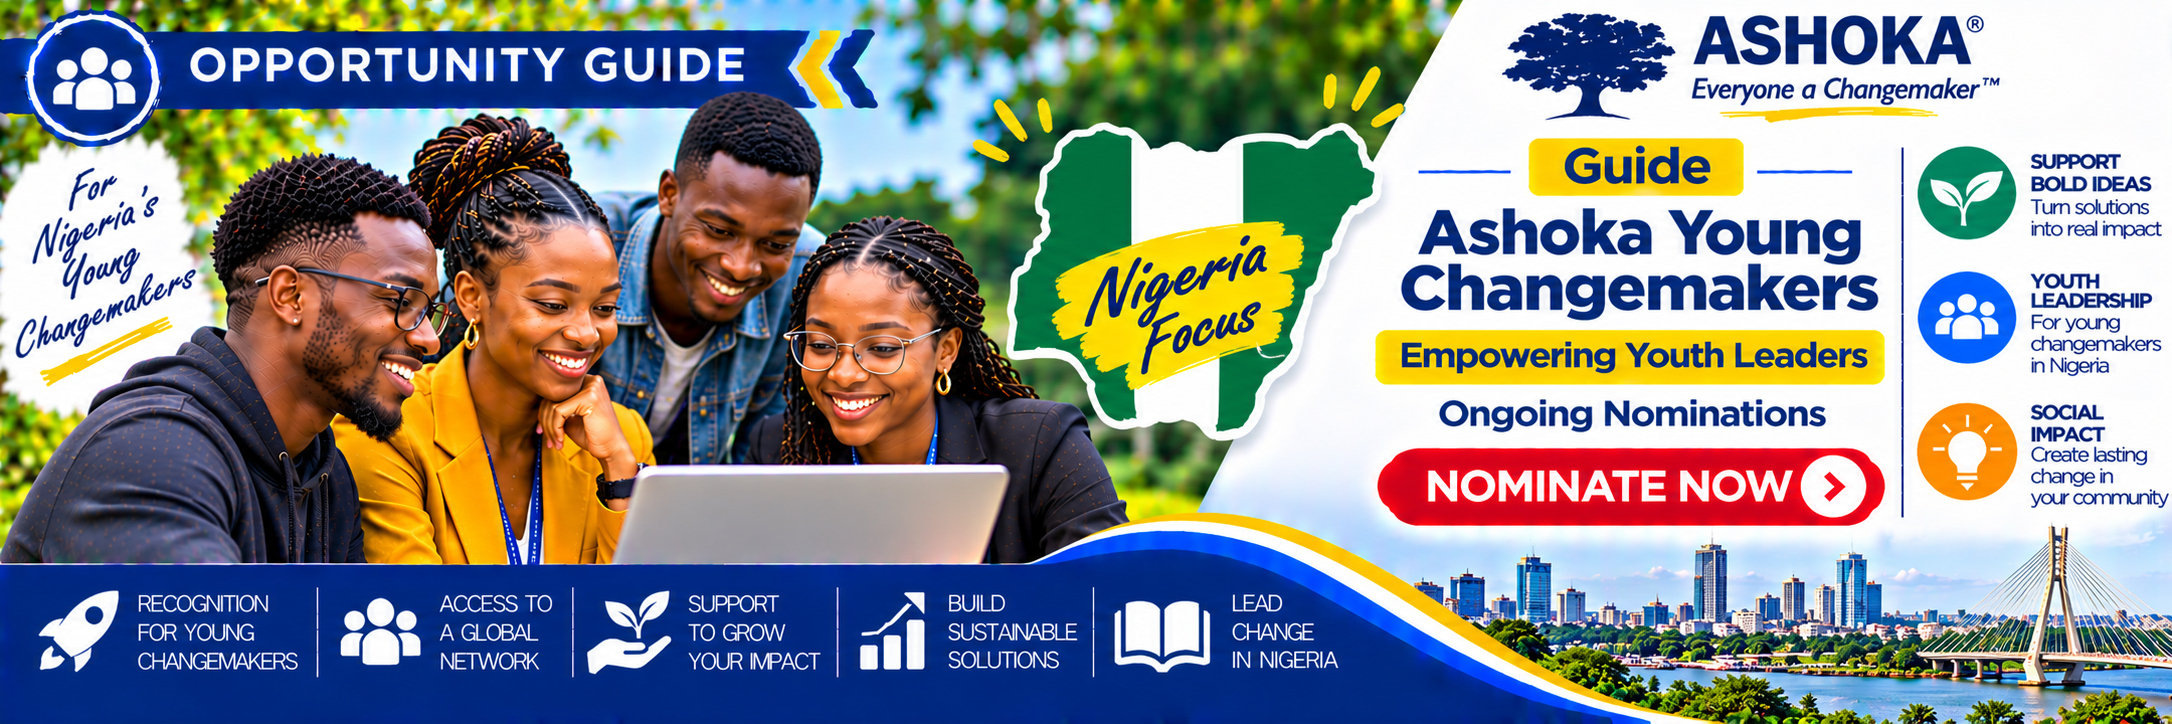 OPPORTUNITY GUIDE
For
Nigeria's
Young
Changemakers
Nigeria
Focus
ASHOKA®
Everyone a Changemaker™
Guide
Ashoka Young
Changemakers
Empowering Youth Leaders
Ongoing Nominations
NOMINATE NOW
SUPPORT
BOLD IDEAS
Turn solutions
into real impact
YOUTH
LEADERSHIP
For young
changemakers
in Nigeria
SOCIAL
IMPACT
Create lasting
change in
your community
RECOGNITION
FOR YOUNG
CHANGEMAKERS
ACCESS TO
A GLOBAL
NETWORK
SUPPORT
TO GROW
YOUR IMPACT
BUILD
SUSTAINABLE
SOLUTIONS
LEAD
CHANGE
IN NIGERIA